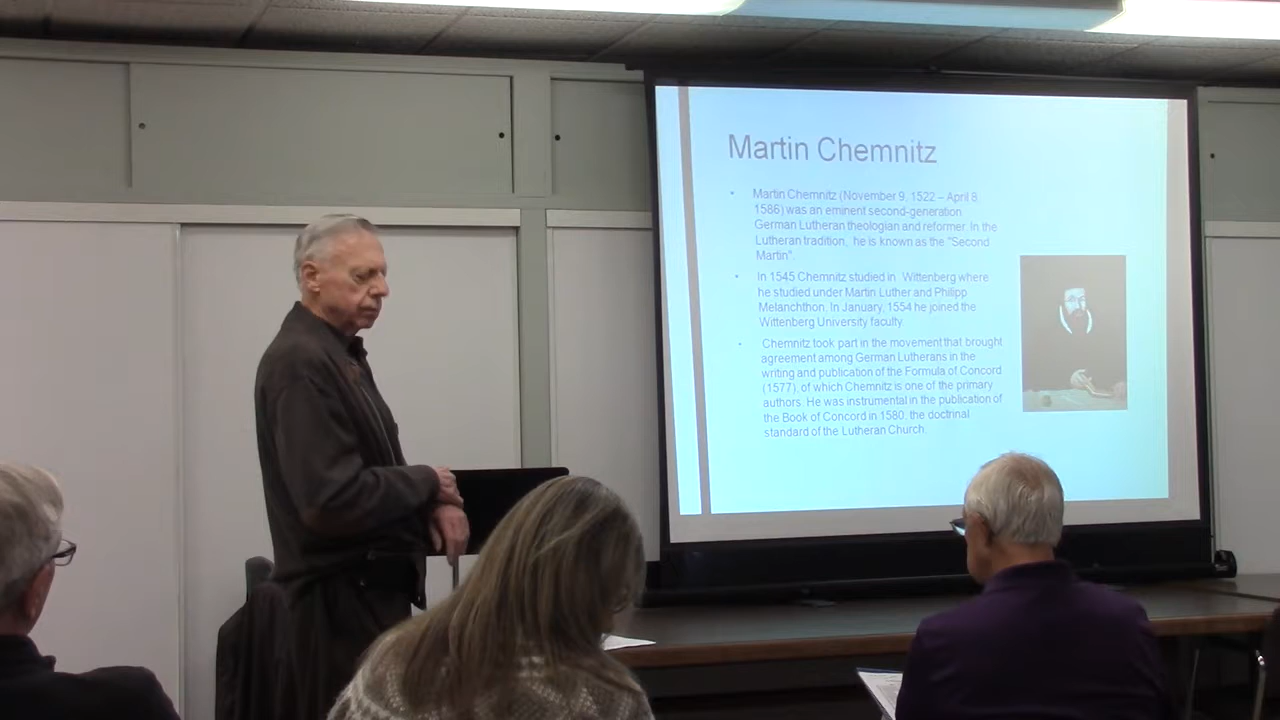 Martin Chemnitz
Martin Chemnitz (November 9, 1522 – April 8,
1586) was an eminent second-generation
German Lutheran theologian and reformer. In the
Lutheran tradition, he is known as the "Second
Martin".
In 1545 Chemnitz studied in Wittenberg where
he studied under Martin Luther and Philipp
Melanchthon. In January, 1554 he joined the
Wittenberg University faculty.
Chemnitz took part in the movement that brought
agreement among German Lutherans in the
writing and publication of the Formula of Concord
(1577), of which Chemnitz is one of the primary
authors. He was instrumental in the publication of
the Book of Concord in 1580, the doctrinal
standard of the Lutheran Church.